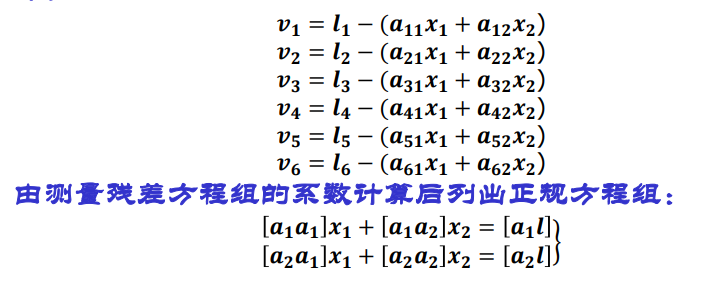 v₁ = l₁ − (a₁₁x₁ + a₁₂x₂)
v₂ = l₂ − (a₂₁x₁ + a₂₂x₂)
v₃ = l₃ − (a₃₁x₁ + a₃₂x₂)
v₄ = l₄ − (a₄₁x₁ + a₄₂x₂)
v₅ = l₅ − (a₅₁x₁ + a₅₂x₂)
v₆ = l₆ − (a₆₁x₁ + a₆₂x₂)
由测量残差方程组的系数计算后列出正规方程组：
[a₁a₁]x₁ + [a₁a₂]x₂ = [a₁l]
[a₂a₁]x₁ + [a₂a₂]x₂ = [a₂l]}